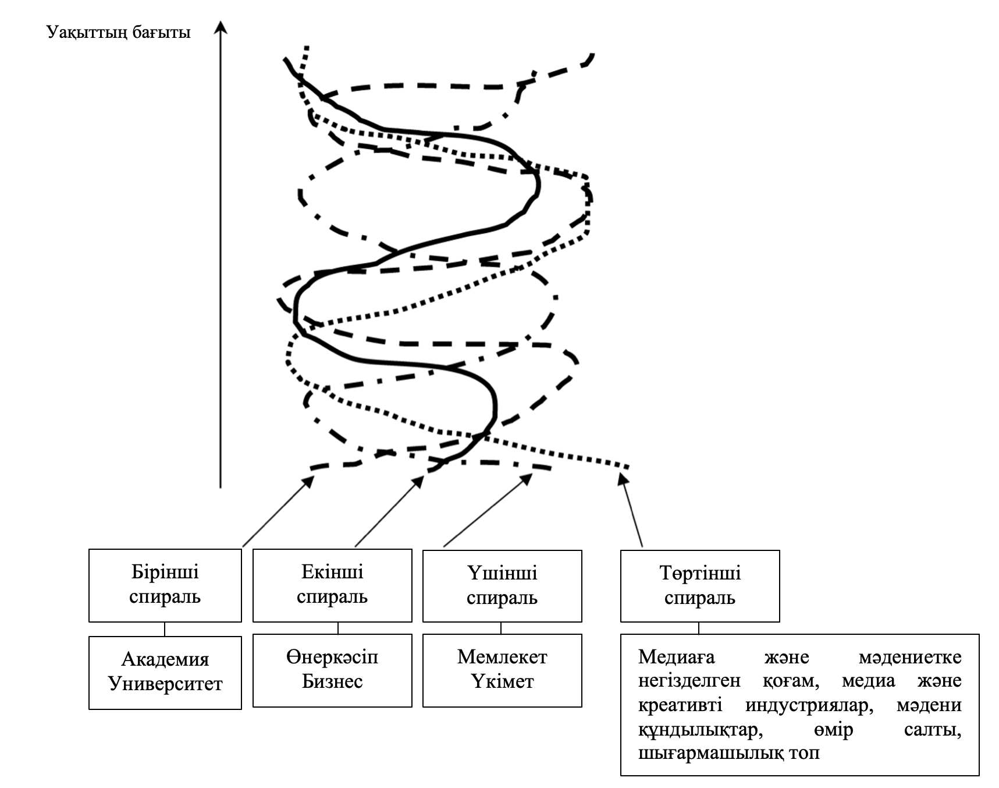 Уақыттың бағыты
Бірінші
спираль
Екінші
спираль
Үшінші
спираль
Төртінші
спираль
Академия
Университет
Өнеркәсіп
Бизнес
Мемлекет
Үкімет
Медиаға және мәдениетке
негізделген қоғам, медиа және
креативті индустриялар, мәдени
құндылықтар, өмір салты,
шығармашылық топ